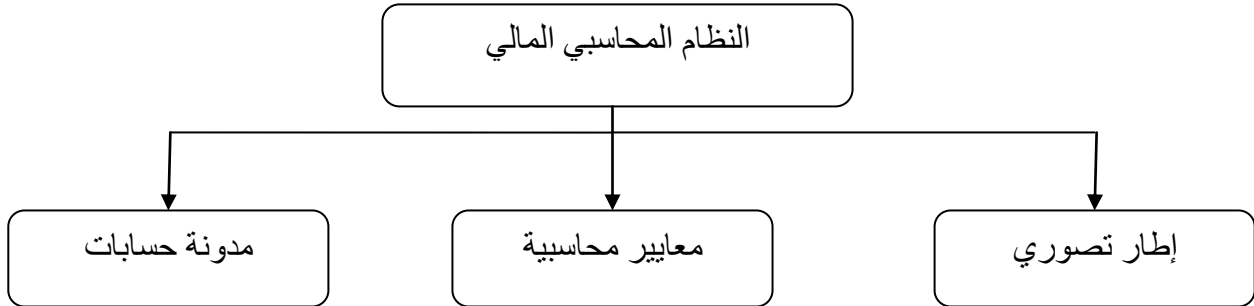 النظام المحاسبي المالي
إطار تصوري
معايير محاسبية
مدونة حسابات